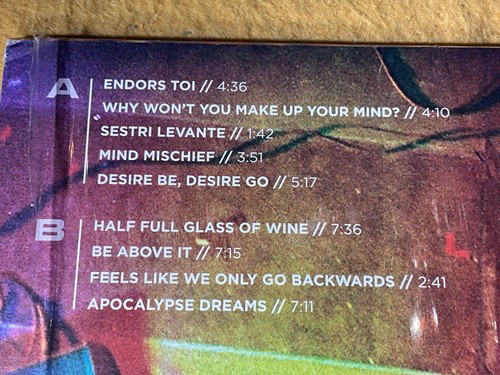 A
ENDORS TOI // 4:36
WHY WON'T YOU MAKE UP YOUR MIND? // 4:10
SESTRI LEVANTE // 1:42
MIND MISCHIEF // 3:51
DESIRE BE, DESIRE GO // 5:17
B
HALF FULL GLASS OF WINE // 7:36
BE ABOVE IT // 7:15
FEELS LIKE WE ONLY GO BACKWARDS // 2:41
APOCALYPSE DREAMS // 7:11